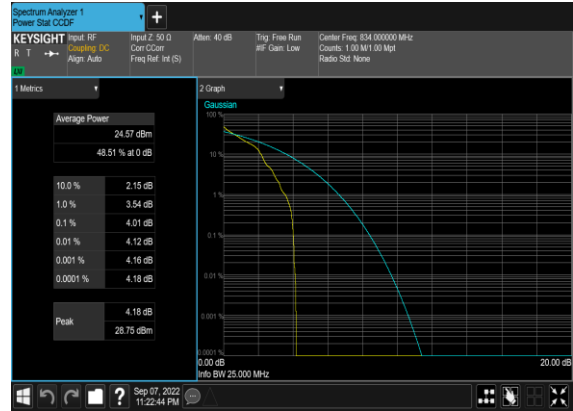 Spectrum Analyzer 1
Power Stat CCDF
KEYSIGHT
R T
LXI
Input: RF
Coupling: DC
Align: Auto
Input Z: 50 Ω
Corr CCorr
Freq Ref: Int (S)
Atten: 40 dB
Trig: Free Run
#IF Gain: Low
Center Freq: 834.000000 MHz
Counts: 1.00 M/1.00 Mpt
Radio Std: None
1 Metrics
Average Power
24.57 dBm
48.51 % at 0 dB
10.0 % 2.15 dB
1.0 % 3.54 dB
0.1 % 4.01 dB
0.01 % 4.12 dB
0.001 % 4.16 dB
0.0001 % 4.18 dB
Peak
4.18 dB
28.75 dBm
2 Graph
Gaussian
100 %
10 %
1 %
0.1 %
0.01 %
0.001 %
0.0001 %
0.00 dB
20.00 dB
Info BW 25.000 MHz
?
Sep 07, 2022
11:22:44 PM